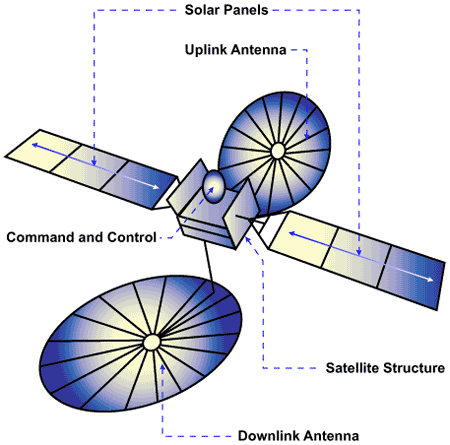 Solar Panels
Uplink Antenna
Command and Control
Satellite Structure
Downlink Antenna